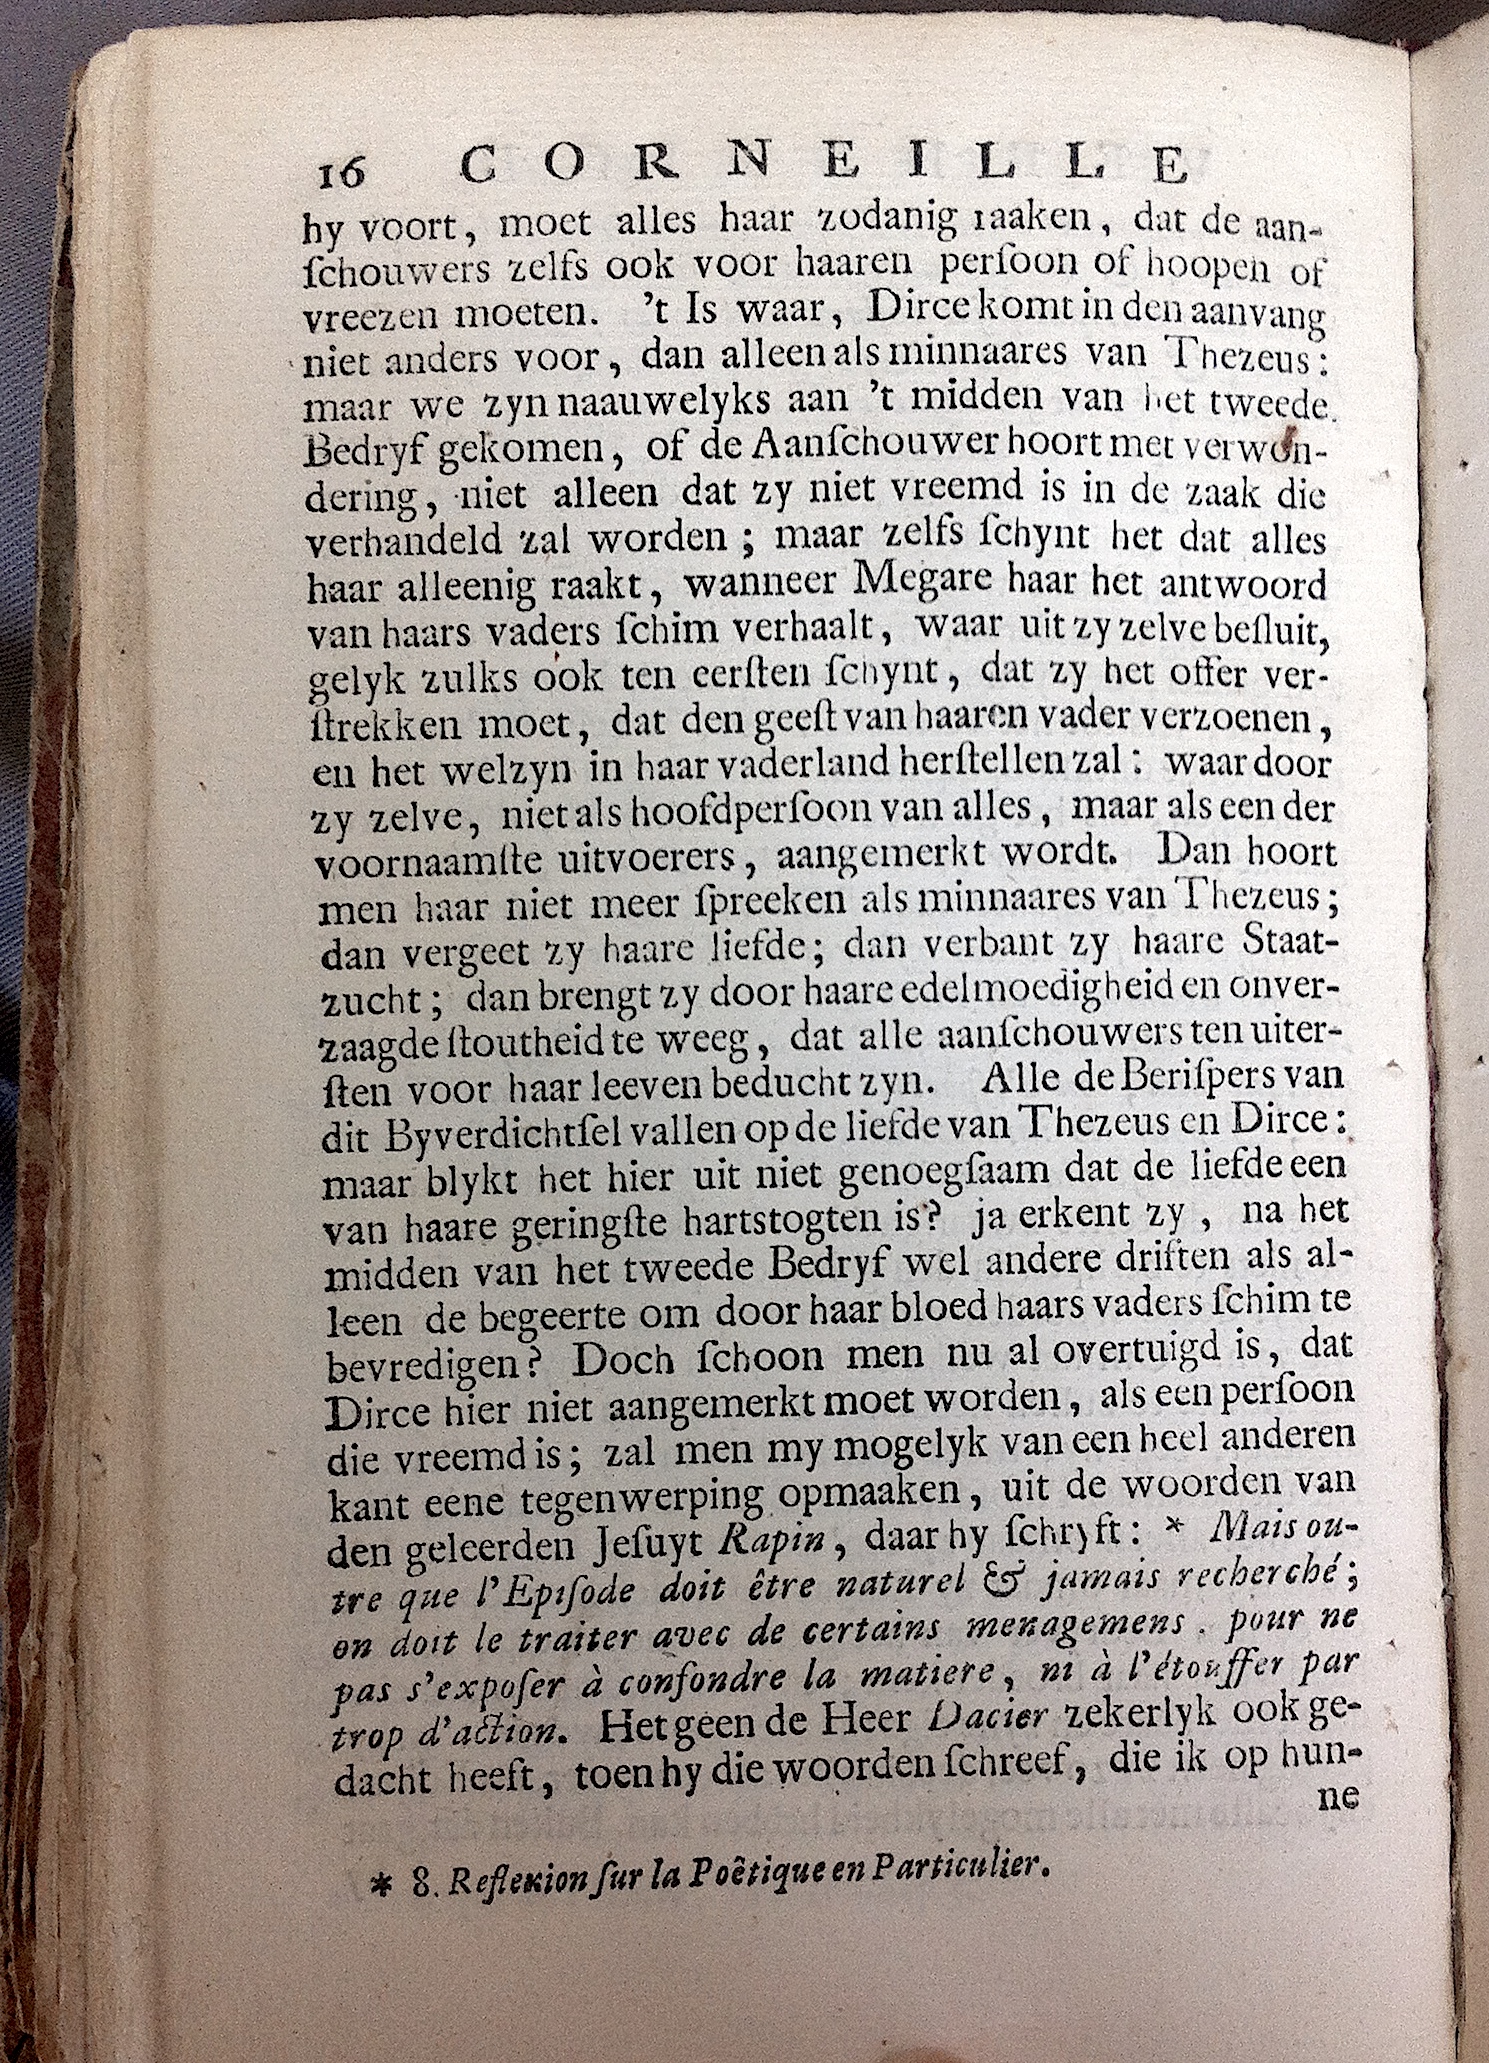 16 CORNEILLE
hy voort, moet alles haar zodanig raaken, dat de aan-
ſchouwers zelfs ook voor haaren perſoon of hoopen of
vreezen moeten. 't Is waar, Dirce komt in den aanvang
niet anders voor, dan alleen als minnaares van Thezeus:
maar we zyn naauwelyks aan 't midden van het tweede
Bedryf gekomen, of de Aanſchouwer hoort met verwon-
dering, niet alleen dat zy niet vreemd is in de zaak die
verhandeld zal worden; maar zelfs ſchynt het dat alles
haar alleenig raakt, wanneer Megare haar het antwoord
van haars vaders ſchim verhaalt, waar uit zy zelve beſluit,
gelyk zulks ook ten eerſten ſchynt, dat zy het offer ver-
ſtrekken moet, dat den geeſt van haaren vader verzoenen,
en het welzyn in haar vaderland herſtellen zal: waar door
zy zelve, niet als hoofdperſoon van alles, maar als een der
voornaamſte uitvoerers, aangemerkt wordt. Dan hoort
men haar niet meer ſpreeken als minnaares van Thezeus;
dan vergeet zy haare liefde; dan verbant zy haare Staat-
zucht; dan brengt zy door haare edelmoedigheid en onver-
zaagde ſtoutheid te weeg, dat alle aanſchouwers ten uiter-
ſten voor haar leeven beducht zyn. Alle de Beriſpers van
dit Byverdichtſel vallen op de liefde van Thezeus en Dirce:
maar blykt het hier uit niet genoegſaam dat de liefde een
van haare geringſte hartstogten is? ja erkent zy, na het
midden van het tweede Bedryf wel andere driften als al-
leen de begeerte om door haar bloed haars vaders ſchim te
bevredigen? Doch ſchoon men nu al overtuigd is, dat
Dirce hier niet aangemerkt moet worden, als een perſoon
die vreemd is; zal men my mogelyk van een heel anderen
kant eene tegenwerping opmaaken, uit de woorden van
den geleerden Jeſuyt Rapin, daar hy ſchryft: * Mais ou-
tre que l'Epiſode doit être naturel & jamais recherché;
on doit le traiter avec de certains menagemens. pour ne
pas s'expoſer à confondre la matiere, ni à l'étouffer par
trop d'action. Het geen de Heer Dacier zekerlyk ook ge-
dacht heeft, toen hy die woorden ſchreef, die ik op hun-
ne
* 8. Reflexion ſur la Poêtique en Particulier.